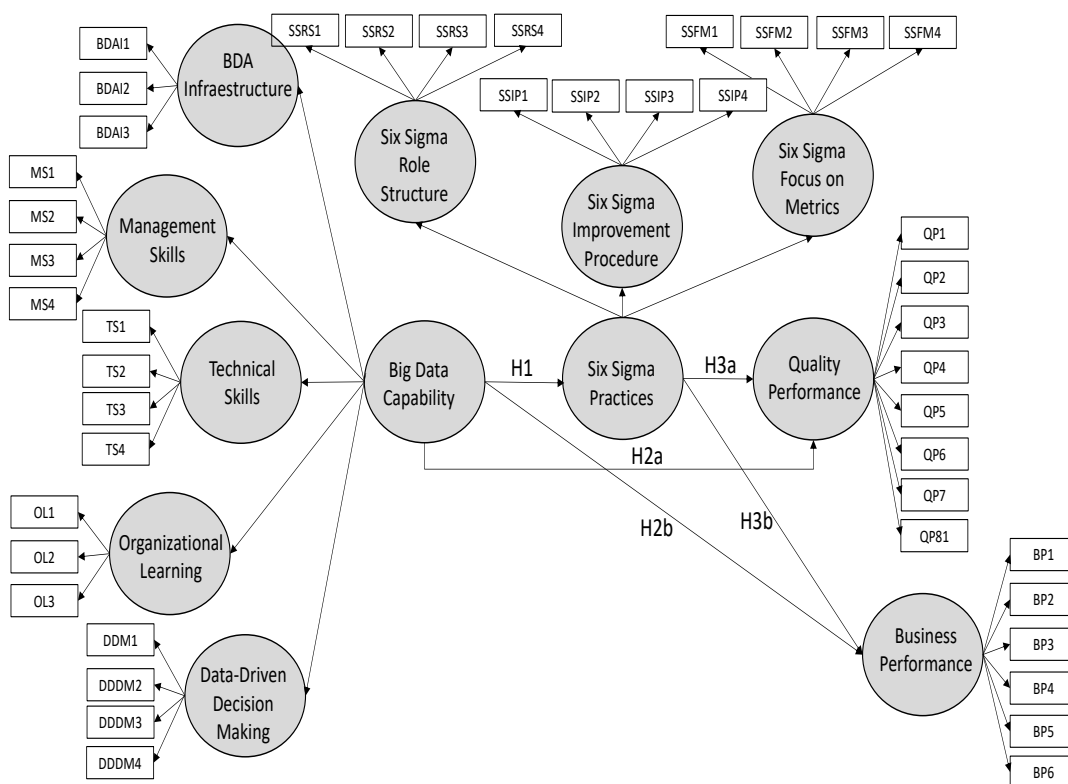 SSRS1
SSRS2
SSRS3
SSRS4
SSFM1
SSFM2
SSFM3
SSFM4
BDAI1
BDAI2
BDAI3
BDA
Infraestructure
SSIP1
SSIP2
SSIP3
SSIP4
Six Sigma
Role
Structure
Six Sigma
Improvement
Procedure
Six Sigma
Focus on
Metrics
MS1
MS2
MS3
MS4
Management
Skills
TS1
TS2
TS3
TS4
Technical
Skills
Big Data
Capability
H1
Six Sigma
Practices
H3a
Quality
Performance
QP1
QP2
QP3
QP4
QP5
QP6
QP7
QP81
H2a
H2b
H3b
OL1
OL2
OL3
Organizational
Learning
DDM1
DDDM2
DDDM3
DDDM4
Data-Driven
Decision
Making
Business
Performance
BP1
BP2
BP3
BP4
BP5
BP6